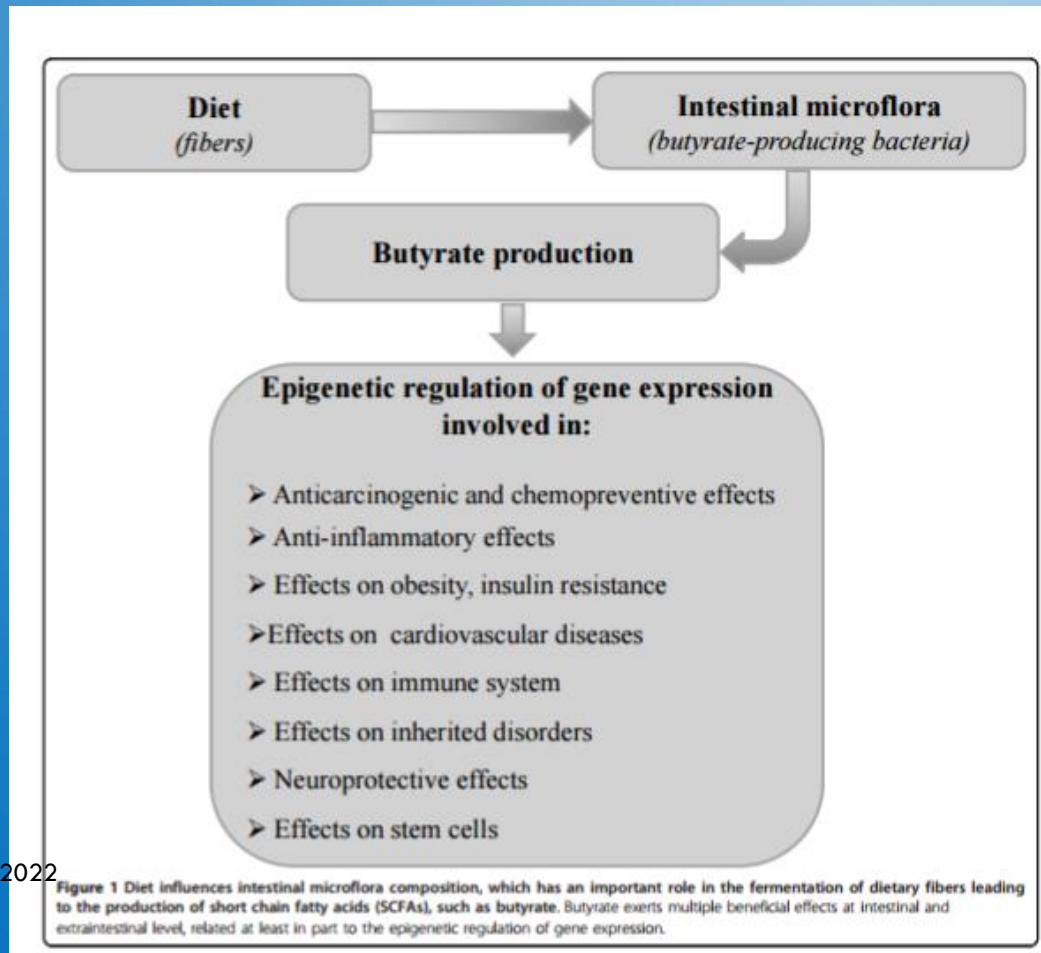 Diet
(fibers)
Intestinal microflora
(butyrate-producing bacteria)
Butyrate production
Epigenetic regulation of gene expression
involved in:
➢ Anticarcinogenic and chemopreventive effects
➢ Anti-inflammatory effects
➢ Effects on obesity, insulin resistance
➢Effects on cardiovascular diseases
➢ Effects on immune system
➢ Effects on inherited disorders
➢ Neuroprotective effects
➢ Effects on stem cells
2022
Figure 1 Diet influences intestinal microflora composition, which has an important role in the fermentation of dietary fibers leading
to the production of short chain fatty acids (SCFAs), such as butyrate. Butyrate exerts multiple beneficial effects at intestinal and
extraintestinal level, related at least in part to the epigenetic regulation of gene expression.